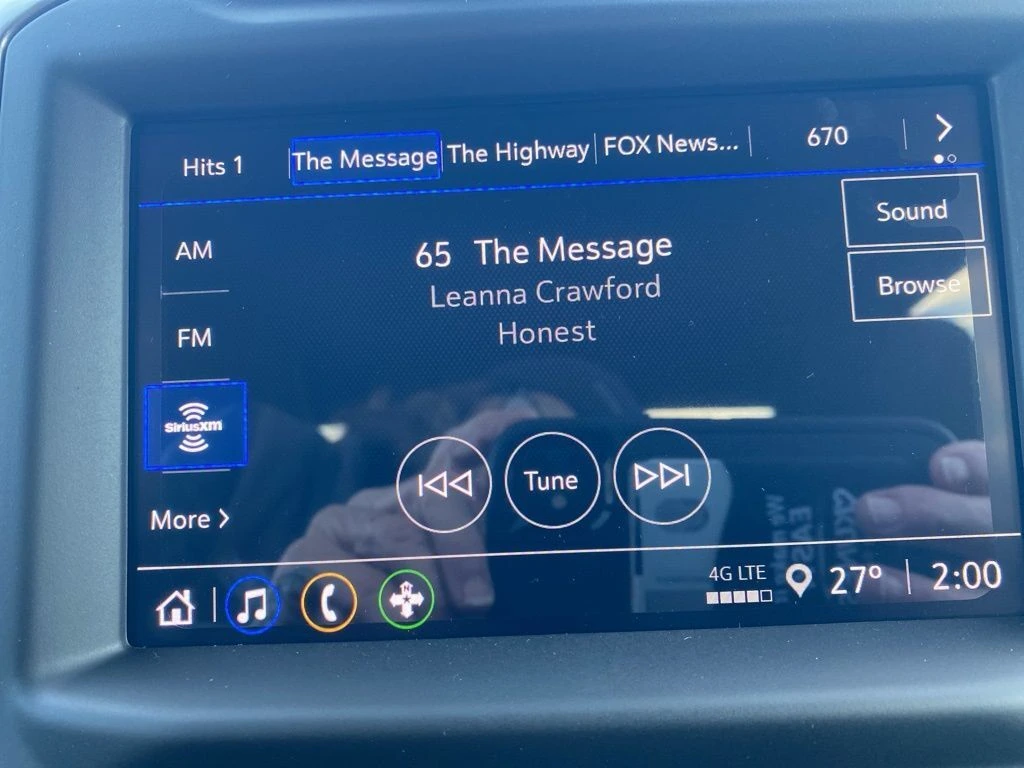 Hits 1 The Message The Highway FOX News... 670
AM
FM
SiriusXM
More
65 The Message
Leanna Crawford
Honest
Sound
Browse
Tune
N
4G LTE
27° 2:00